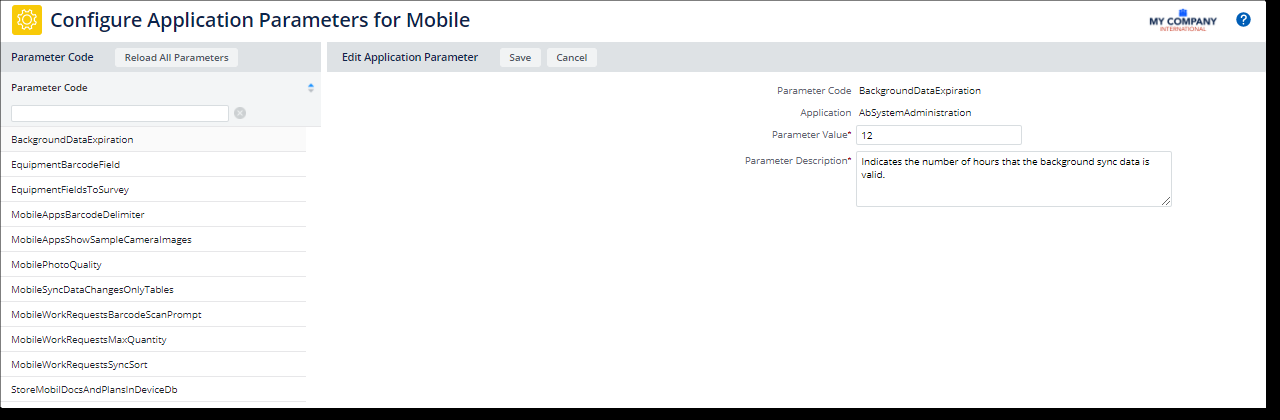 Configure Application Parameters for Mobile
MY COMPANY
INTERNATIONAL
?
Parameter Code
Reload All Parameters
Parameter Code
BackgroundDataExpiration
EquipmentBarcodeField
EquipmentFieldsToSurvey
MobileAppsBarcodeDelimiter
MobileAppsShowSampleCameraImages
MobilePhotoQuality
MobileSyncDataChangesOnlyTables
MobileWorkRequestsBarcodeScanPrompt
MobileWorkRequestsMaxQuantity
MobileWorkRequestsSyncSort
StoreMobilDocsAndPlansInDeviceDb
Edit Application Parameter
Save
Cancel
Parameter Code BackgroundDataExpiration
Application AbSystemAdministration
Parameter Value* 12
Parameter Description* Indicates the number of hours that the background sync data is
valid.